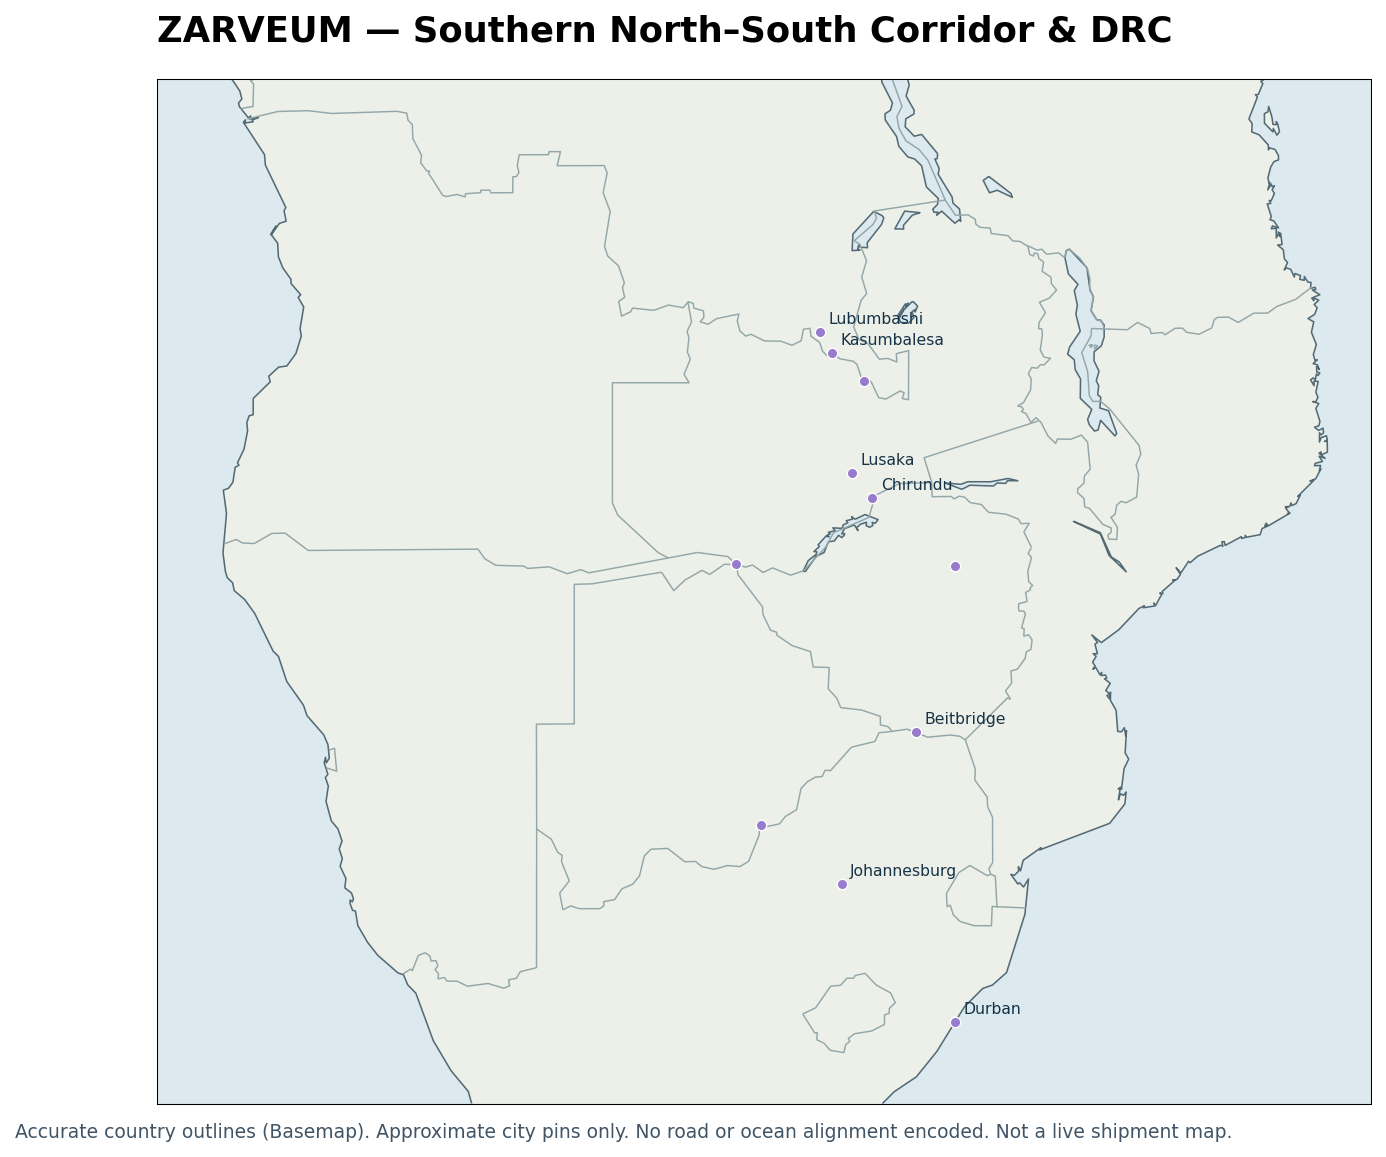 ZARVEUM — Southern North–South Corridor & DRC
Lubumbashi
Kasumbalesa
Lusaka
Chirundu
Beitbridge
Johannesburg
Durban
Accurate country outlines (Basemap). Approximate city pins only. No road or ocean alignment encoded. Not a live shipment map.